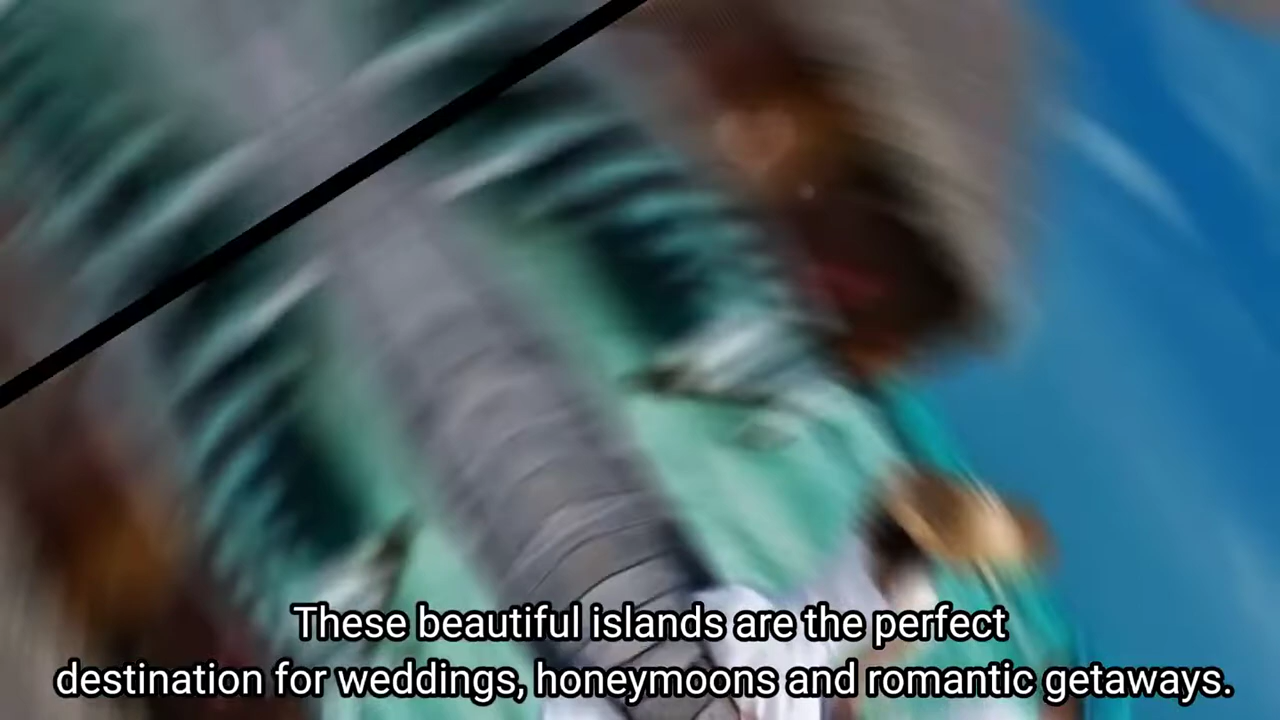 These beautiful islands are the perfect
destination for weddings, honeymoons and romantic getaways.